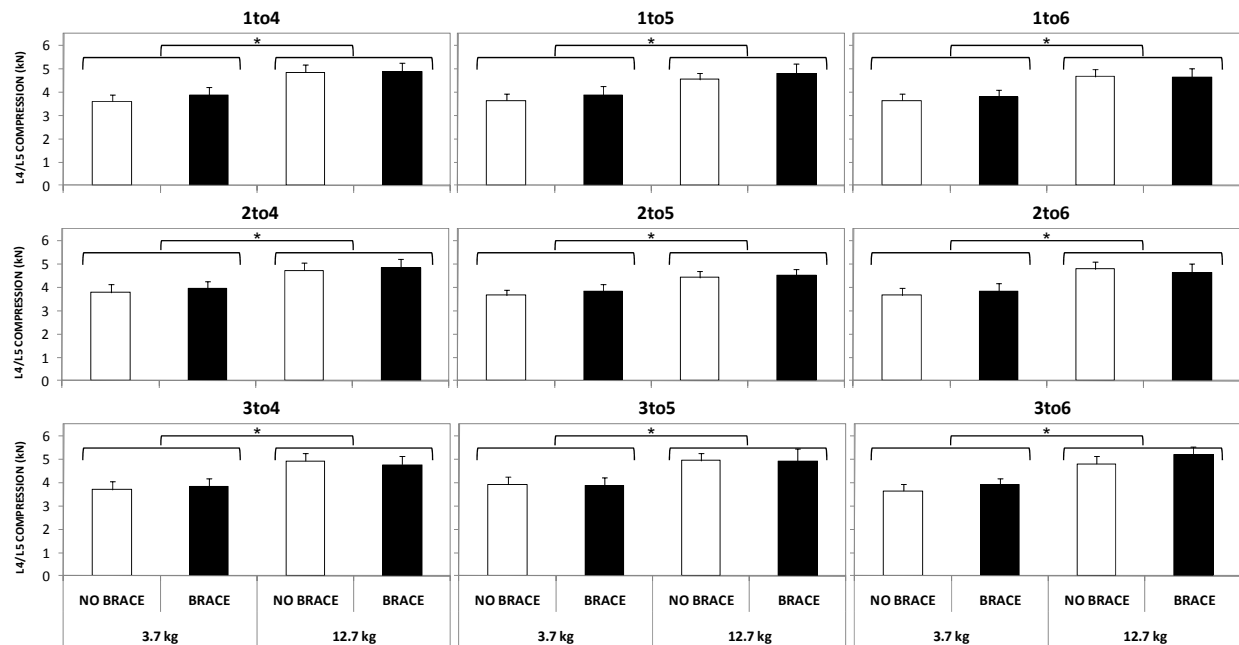 1to4 1to5 1to6
L4/L5 COMPRESSION (kN)
6
5
4
3
2
1
0
* * *
2to4 2to5 2to6
L4/L5 COMPRESSION (kN)
6
5
4
3
2
1
0
* * *
3to4 3to5 3to6
L4/L5 COMPRESSION (kN)
6
5
4
3
2
1
0
* * *
NO BRACE BRACE NO BRACE BRACE NO BRACE BRACE NO BRACE BRACE NO BRACE BRACE NO BRACE BRACE
3.7 kg 12.7 kg 3.7 kg 12.7 kg 3.7 kg 12.7 kg